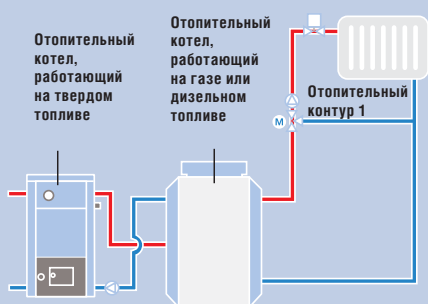 Отопительный
котел,
работающий
на твердом
топливе
Отопительный
котел,
работающий
на газе или
дизельном
топливе
Отопительный
контур 1
M